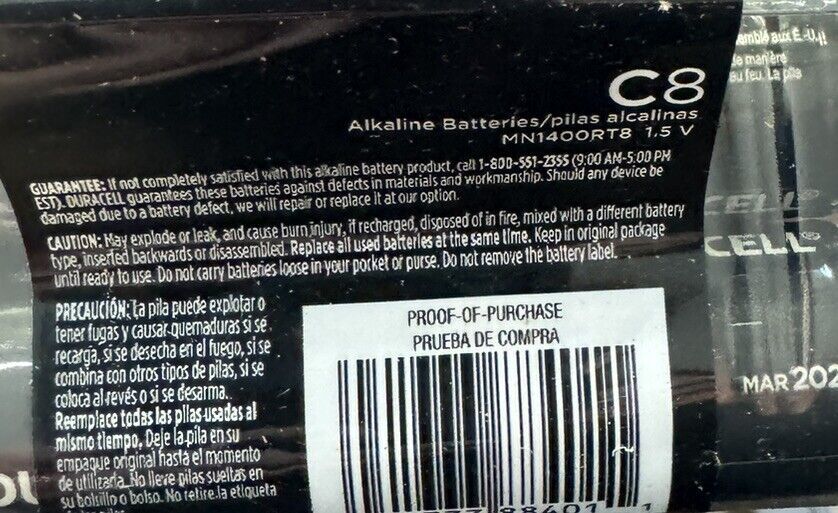 C8
Alkaline Batteries/pilas alcalinas
MN1400RT8 1.5 V
GUARANTEE: If not completely satisfied with this alkaline battery product, call 1-800-551-2355 (9:00 AM-5:00 PM
EST). DURACELL guarantees these batteries against defects in materials and workmanship. Should any device be
damaged due to a battery defect, we will repair or replace it at our option.
CAUTION: May explode or leak, and cause burn injury, if recharged, disposed of in fire, mixed with a different battery
type, inserted backwards or disassembled. Replace all used batteries at the same time. Keep in original package
until ready to use. Do not carry batteries loose in your pocket or purse. Do not remove the battery label.
PRECAUCIÓN: La pila puede explotar o
tener fugas y causar quemaduras si se
recarga, si se desecha en el fuego, si se
combina con otros tipos de pilas, si se
coloca al revés o si se desarma.
Reemplace todas las pilas usadas al
mismo tiempo. Deje la pila en su
empaque original hasta el momento
de utilizarla. No lleve pilas sueltas en
su bolsillo o bolso. No retire la etiqueta
PROOF-OF-PURCHASE
PRUEBA DE COMPRA
88401 1
aux É.-U.
de manière
au feu. La pile
CELL®
CELL®
MAR 202